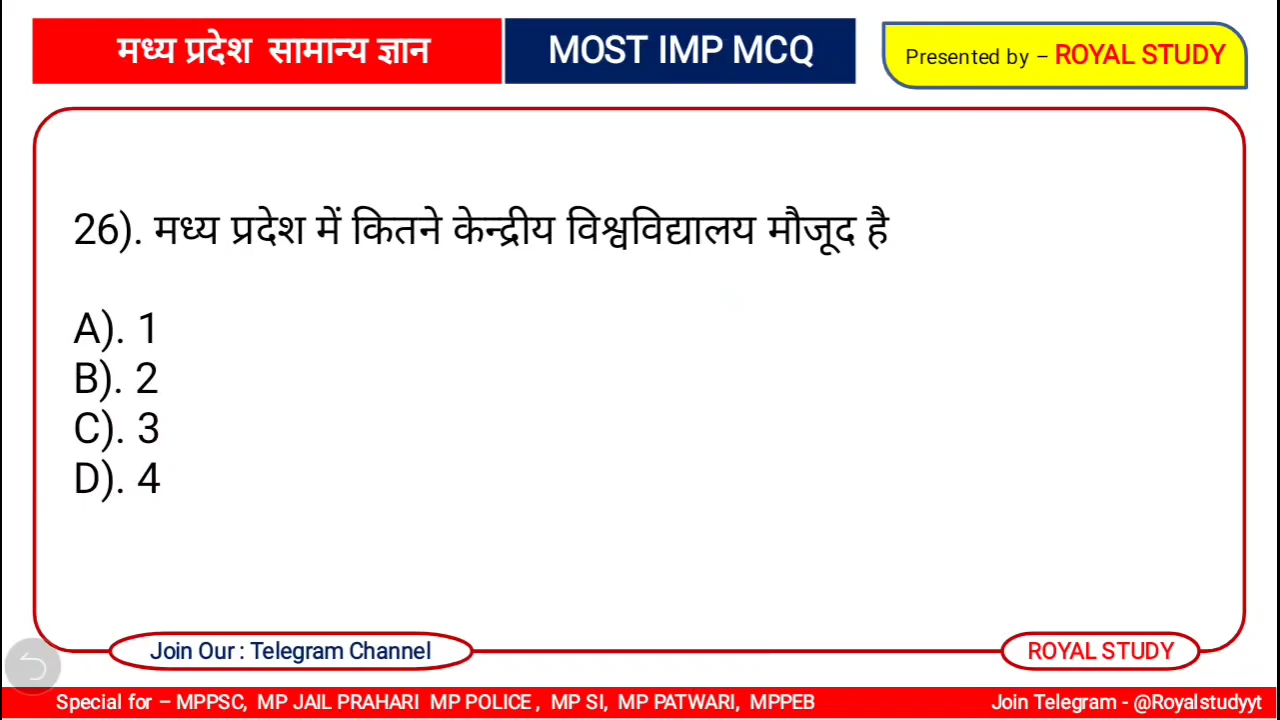 मध्य प्रदेश सामान्य ज्ञान
MOST IMP MCQ
Presented by – ROYAL STUDY
26). मध्य प्रदेश में कितने केन्द्रीय विश्वविद्यालय मौजूद है
A). 1
B). 2
C). 3
D). 4
Join Our : Telegram Channel
ROYAL STUDY
Special for – MPPSC, MP JAIL PRAHARI MP POLICE , MP SI, MP PATWARI, MPPEB
Join Telegram - @Royalstudyyt